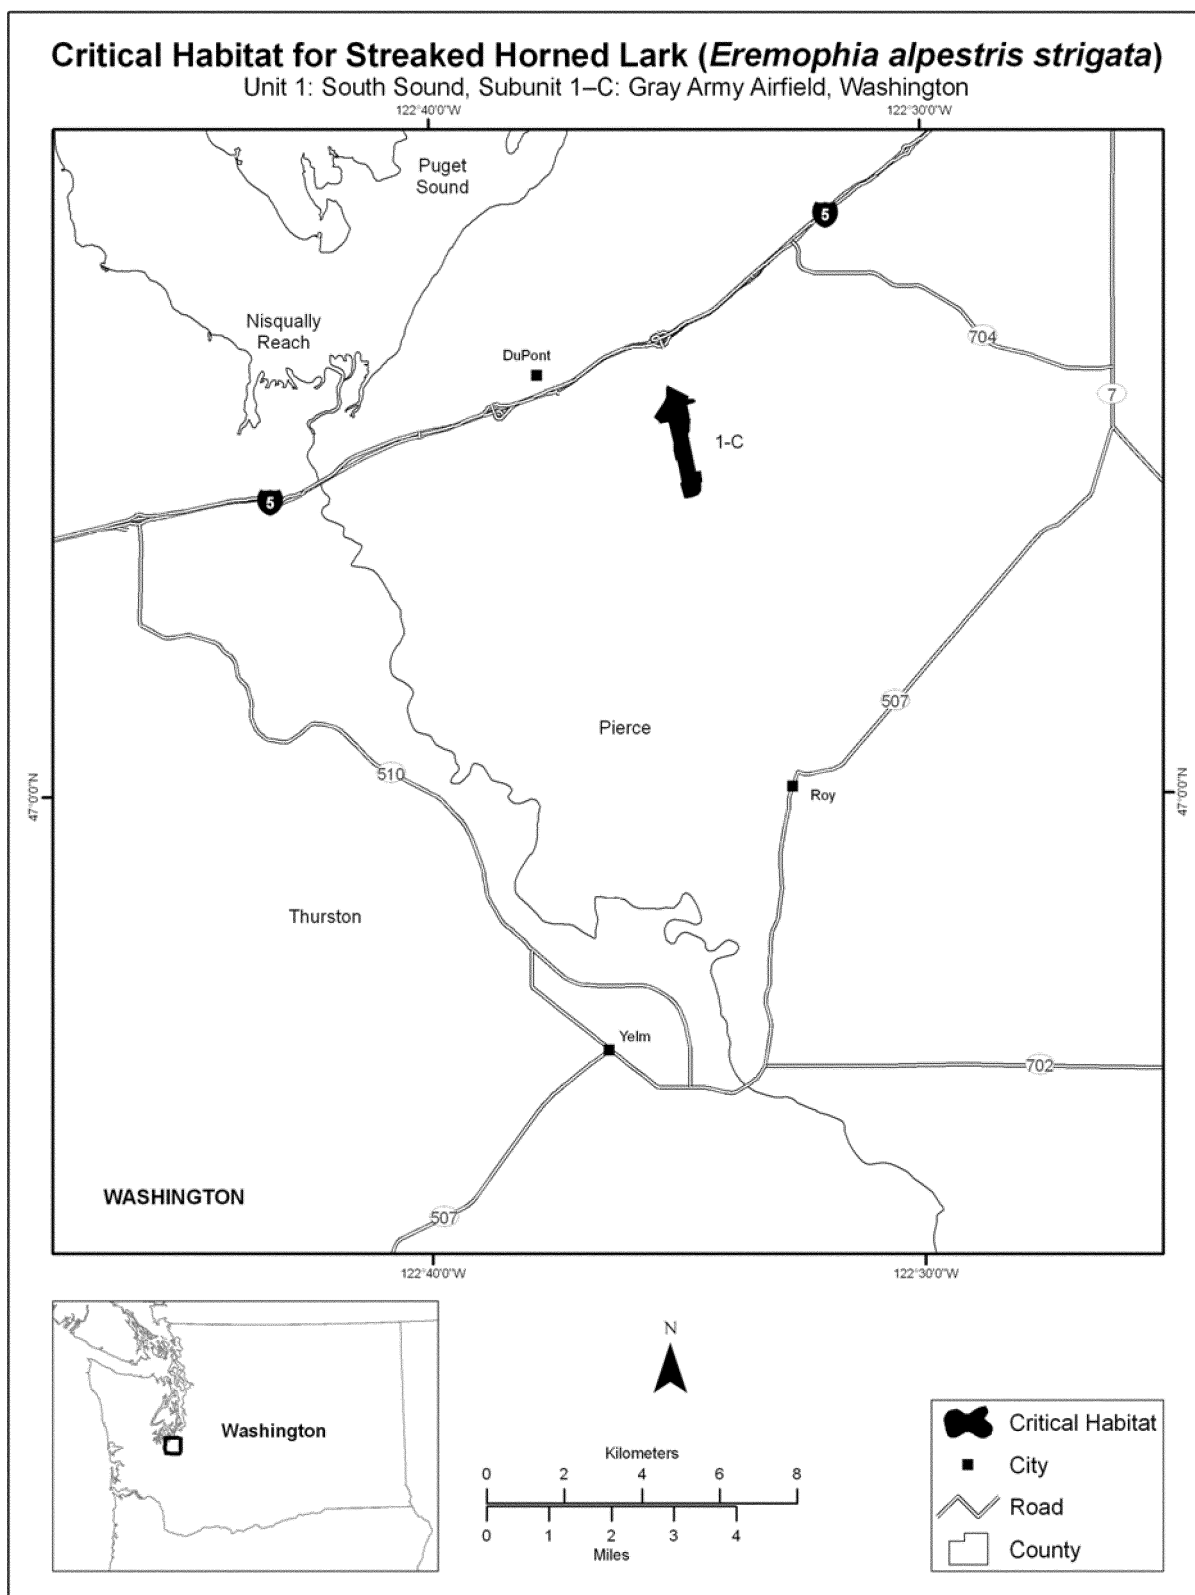 Critical Habitat for Streaked Horned Lark (Eremophia alpestris strigata)
Unit 1: South Sound, Subunit 1–C: Gray Army Airfield, Washington
122°40'0"W
122°30'0"W
Puget
Sound
5
Nisqually
Reach
704
DuPont
7
1-C
5
Pierce
507
510
47°0'0"N
47°0'0"N
Roy
Thurston
Yelm
702
WASHINGTON
507
122°40'0"W
122°30'0"W
Washington
N
Kilometers
0 2 4 6 8
0 1 2 3 4
Miles
Critical Habitat
City
Road
County